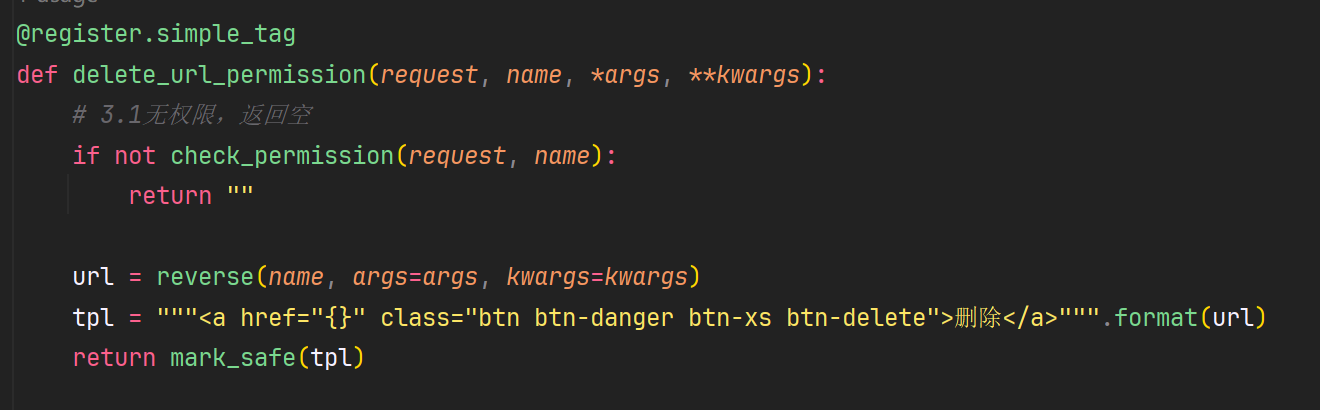 @register.simple_tag
def delete_url_permission(request, name, *args, **kwargs):
    # 3.1无权限，返回空
    if not check_permission(request, name):
        return ""
    url = reverse(name, args=args, kwargs=kwargs)
    tpl = """<a href="{}" class="btn btn-danger btn-xs btn-delete">删除</a>""".format(url)
    return mark_safe(tpl)